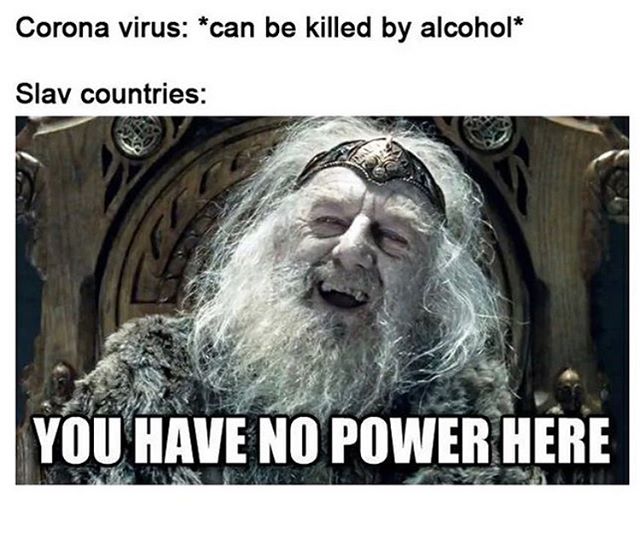 Corona virus: *can be killed by alcohol*
Slav countries:
YOU HAVE NO POWER HERE